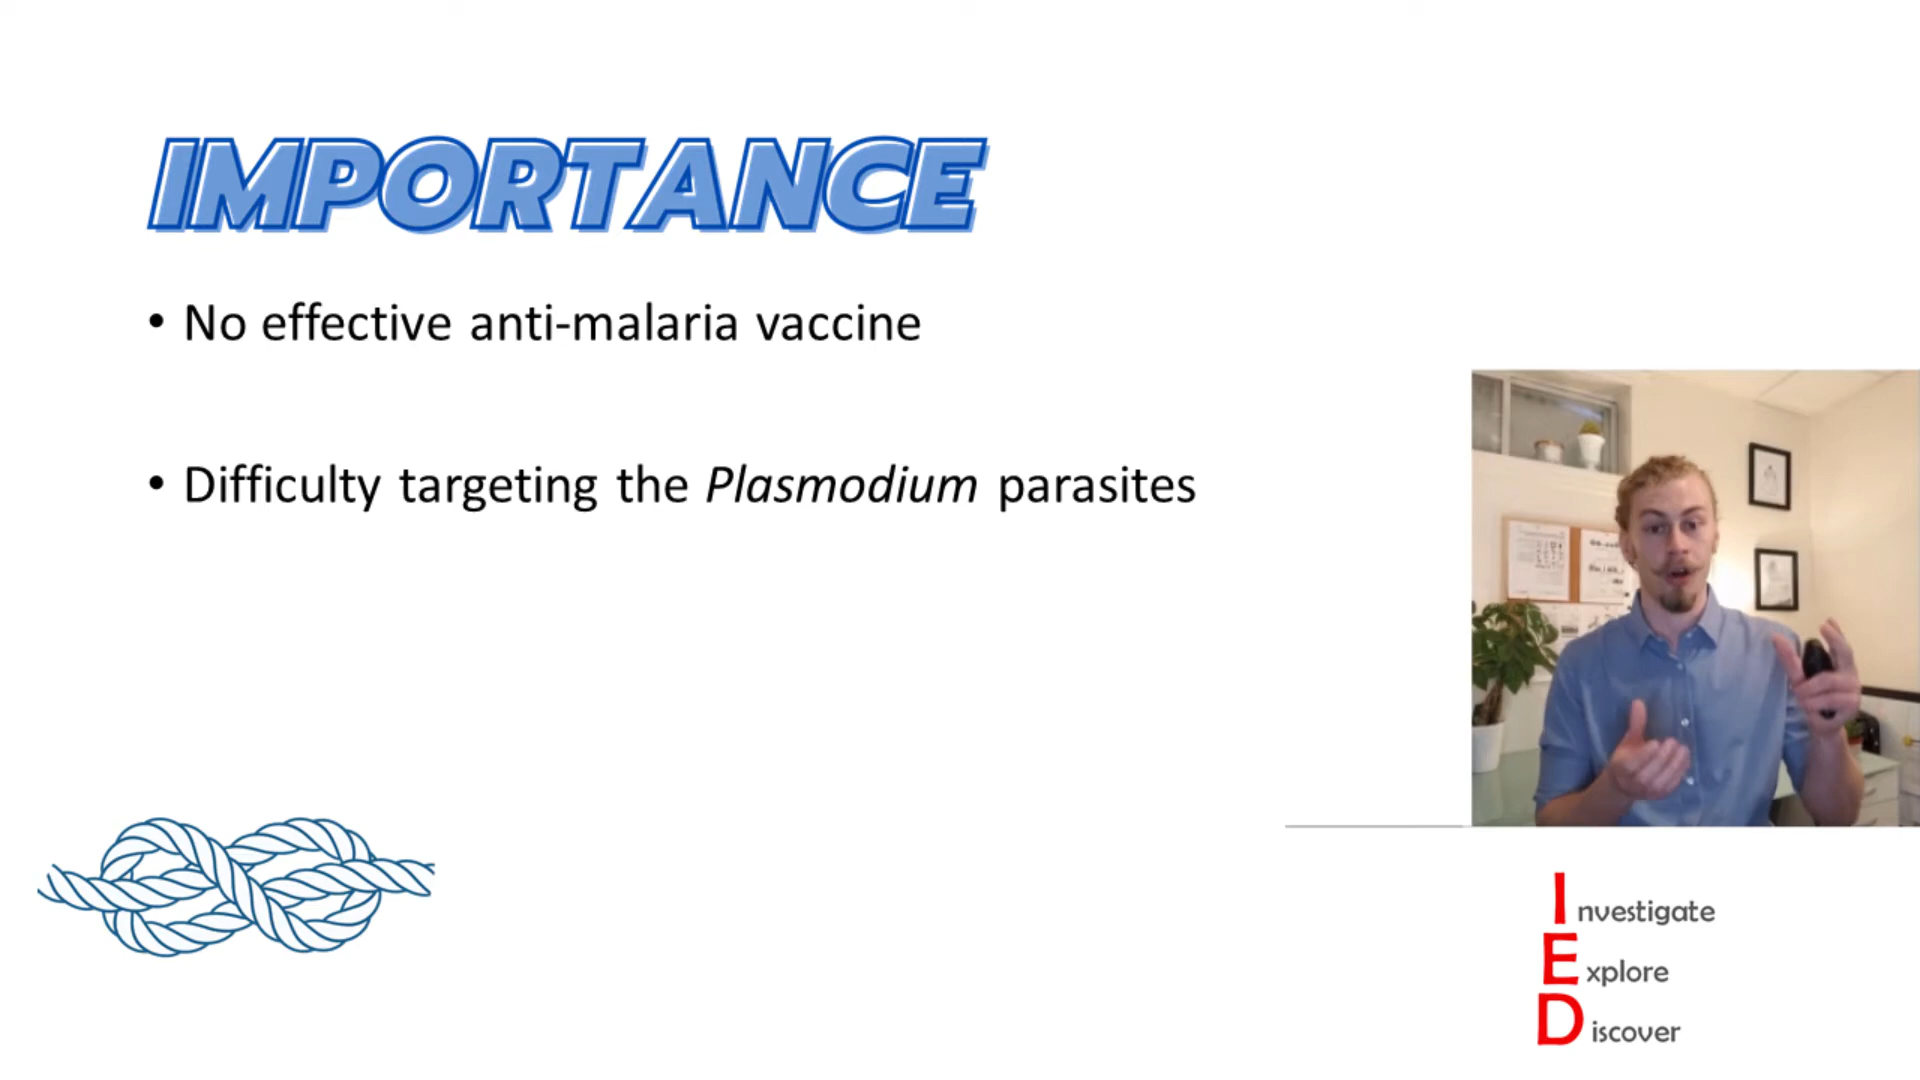 IMPORTANCE
• No effective anti-malaria vaccine
• Difficulty targeting the Plasmodium parasites
Investigate
Explore
Discover